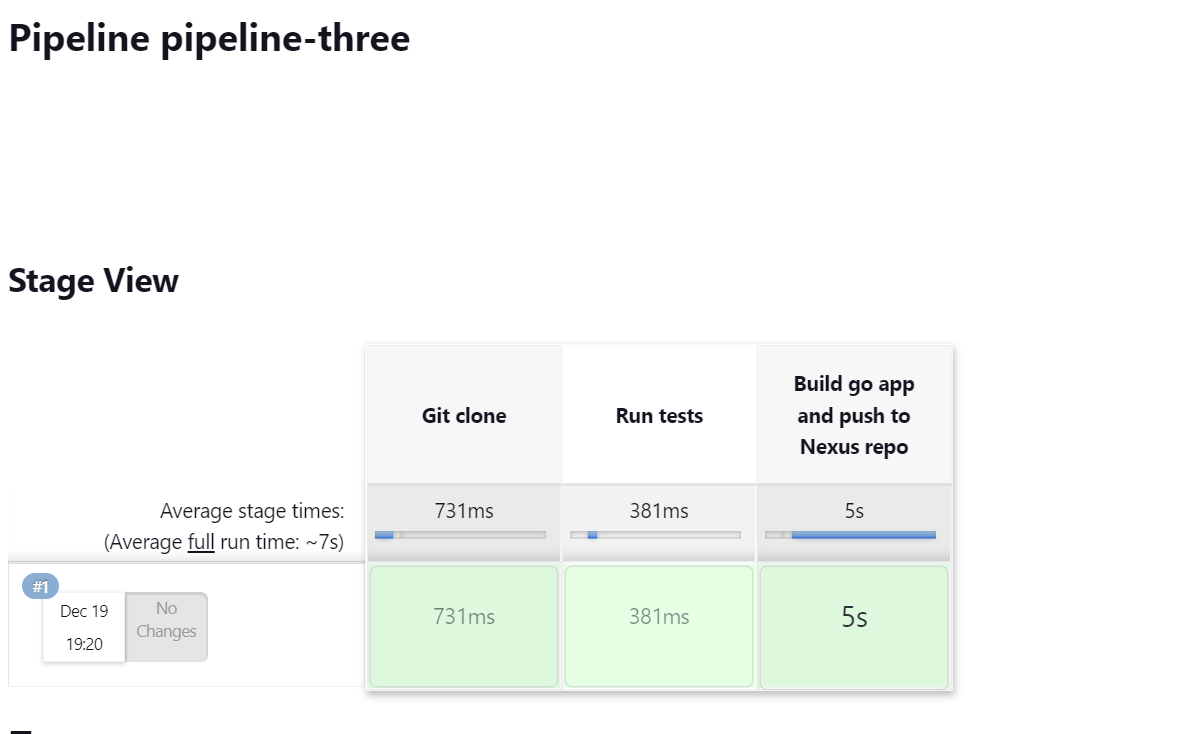 Pipeline pipeline-three
Stage View
Git clone
Run tests
Build go app
and push to
Nexus repo
Average stage times:
(Average full run time: ~7s)
731ms
381ms
5s
#1
Dec 19
19:20
No
Changes
731ms
381ms
5s